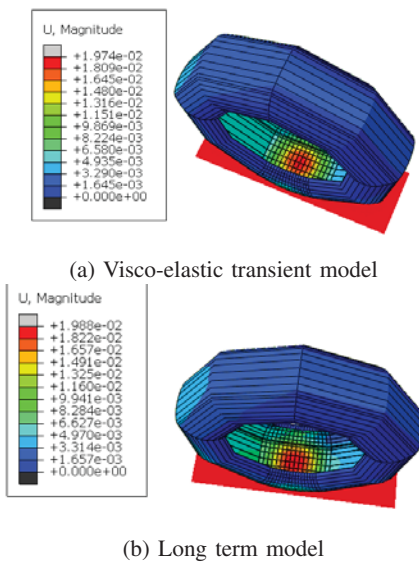 U, Magnitude
+1.974e-02
+1.809e-02
+1.645e-02
+1.480e-02
+1.316e-02
+1.151e-02
+9.869e-03
+8.224e-03
+6.580e-03
+4.935e-03
+3.290e-03
+1.645e-03
+0.000e+00
(a) Visco-elastic transient model
U, Magnitude
+1.988e-02
+1.822e-02
+1.657e-02
+1.491e-02
+1.325e-02
+1.160e-02
+9.941e-03
+8.284e-03
+6.627e-03
+4.970e-03
+3.314e-03
+1.657e-03
+0.000e+00
(b) Long term model